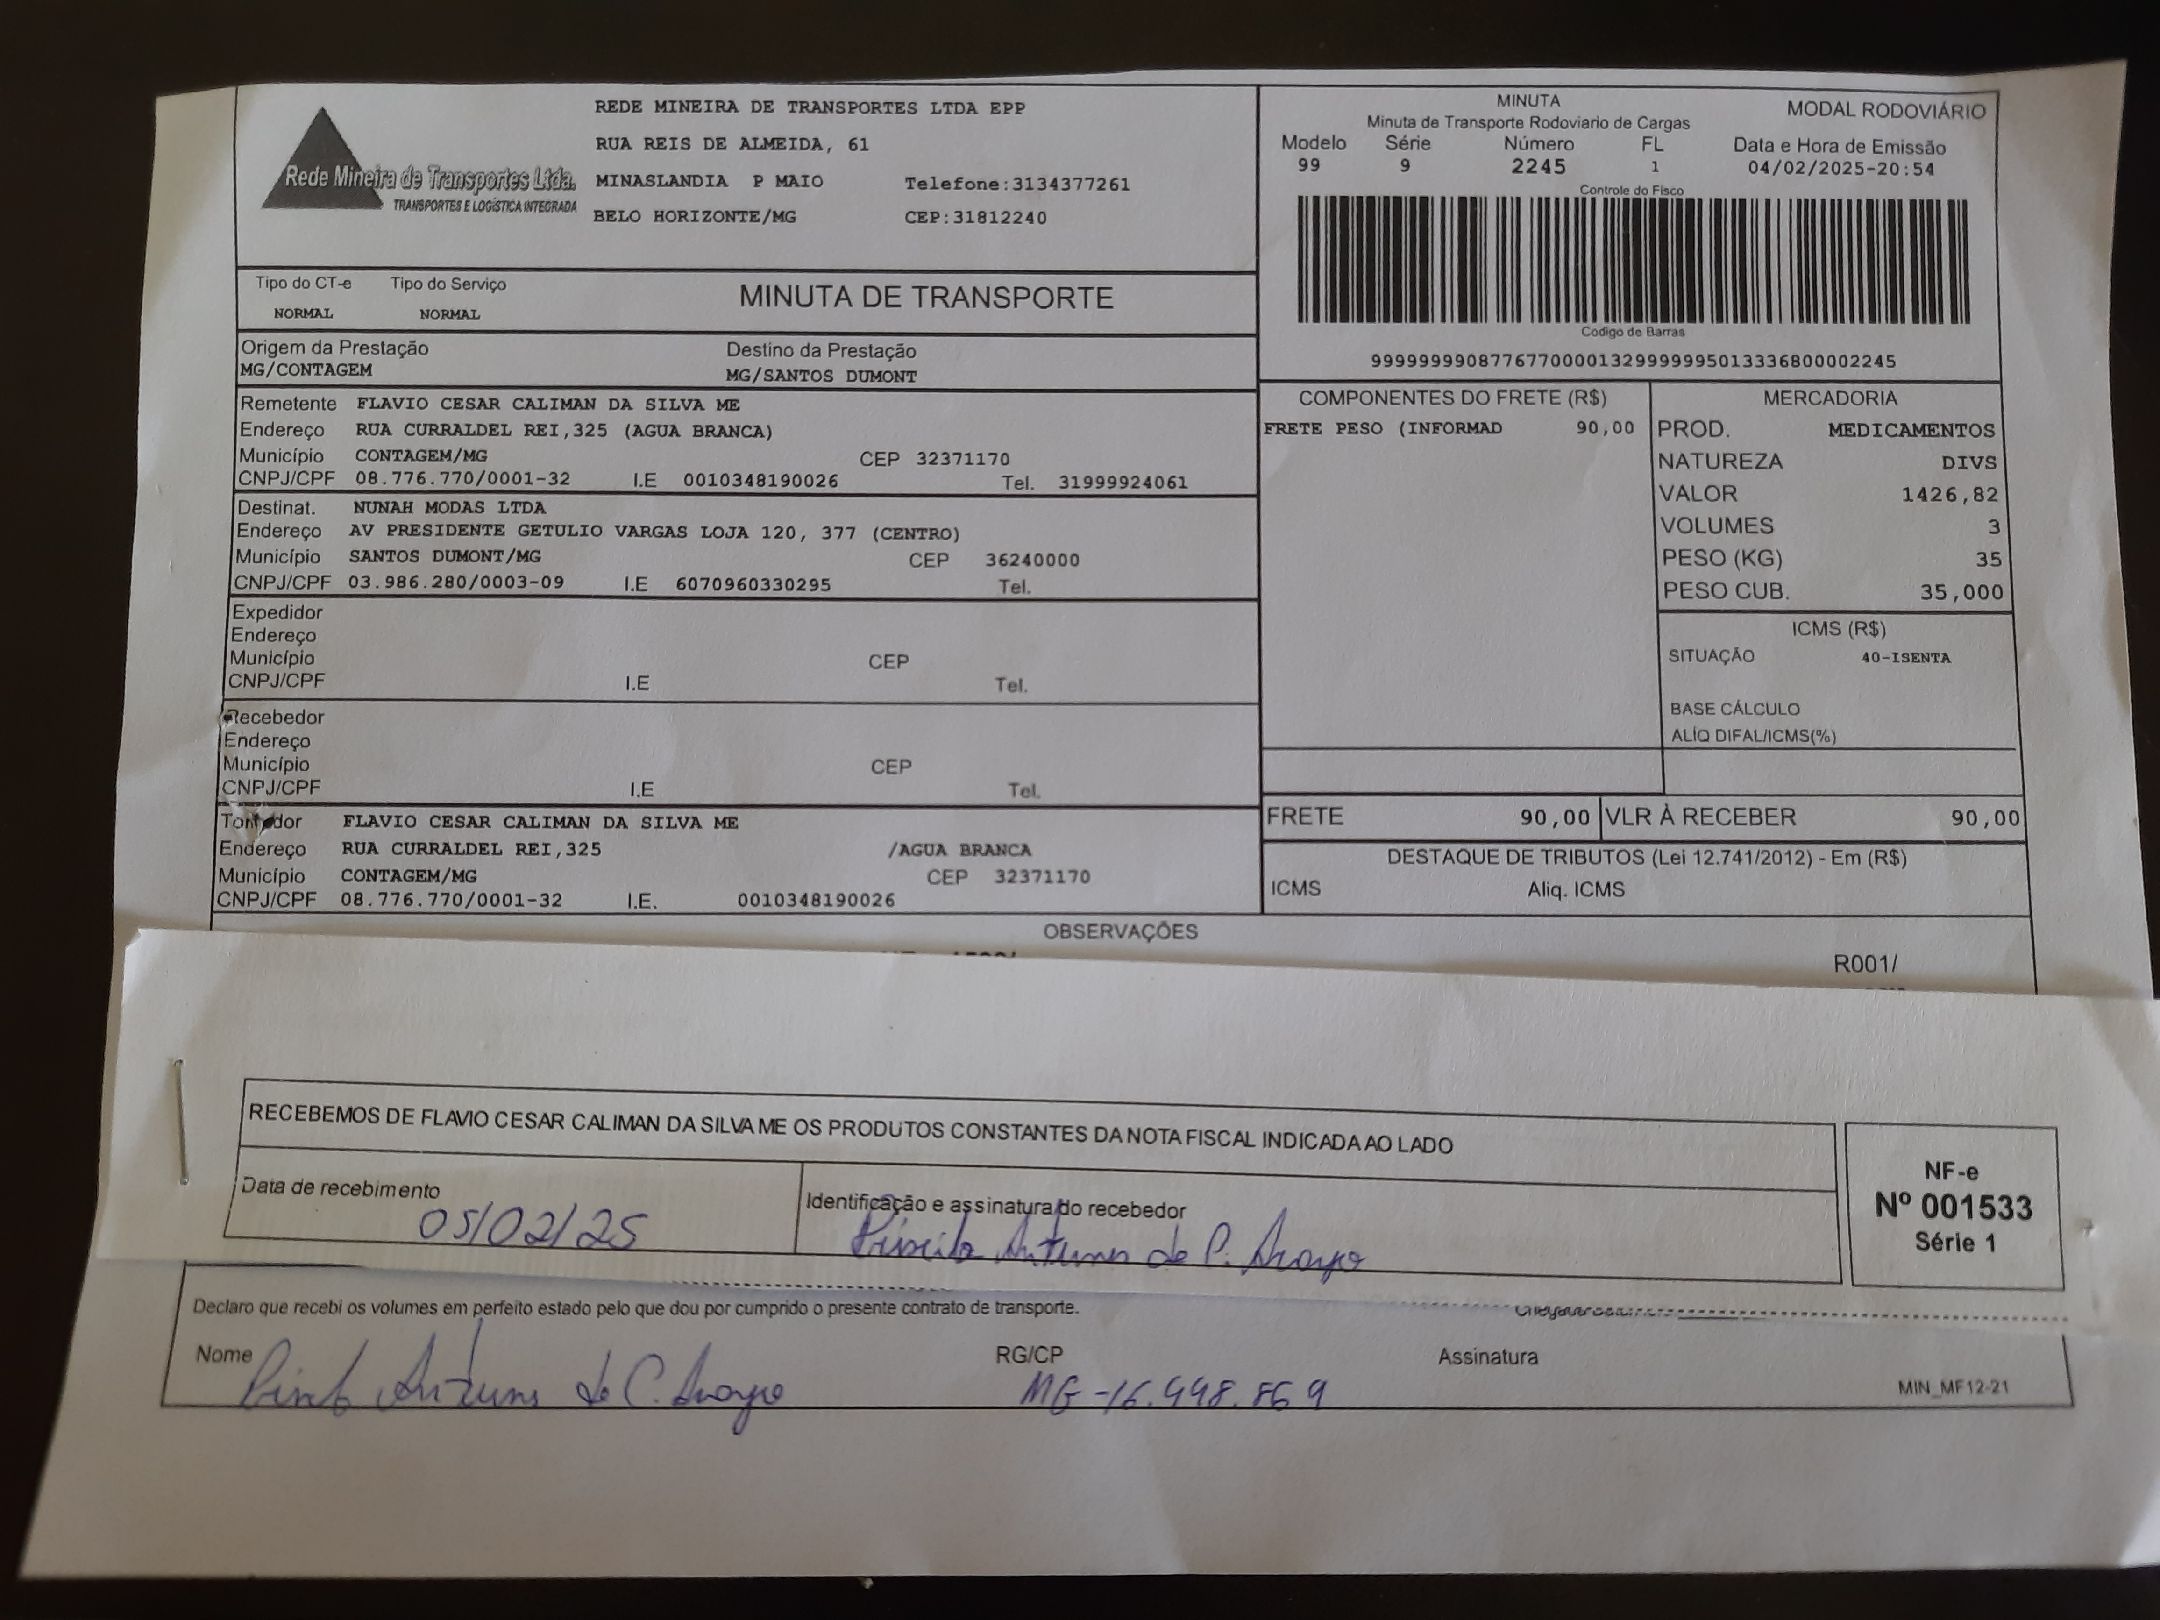 Rede Mineira de Transportes Ltda.
TRANSPORTES E LOGÍSTICA INTEGRADA
REDE MINEIRA DE TRANSPORTES LTDA EPP
RUA REIS DE ALMEIDA, 61
MINASLANDIA P MAIO Telefone:3134377261
BELO HORIZONTE/MG CEP:31812240
MINUTA MODAL RODOVIÁRIO
Minuta de Transporte Rodoviario de Cargas
Modelo Série Número FL Data e Hora de Emissão
99 9 2245 1 04/02/2025-20:54
Controle do Fisco
Codigo de Barras
999999990877677000013299999995013336800002245
Tipo do CT-e Tipo do Serviço MINUTA DE TRANSPORTE
NORMAL NORMAL
Origem da Prestação Destino da Prestação
MG/CONTAGEM MG/SANTOS DUMONT
Remetente FLAVIO CESAR CALIMAN DA SILVA ME
Endereço RUA CURRALDEL REI,325 (AGUA BRANCA)
Município CONTAGEM/MG CEP 32371170
CNPJ/CPF 08.776.770/0001-32 I.E 0010348190026 Tel. 31999924061
Destinat. NUNAH MODAS LTDA
Endereço AV PRESIDENTE GETULIO VARGAS LOJA 120, 377 (CENTRO)
Município SANTOS DUMONT/MG CEP 36240000
CNPJ/CPF 03.986.280/0003-09 I.E 6070960330295 Tel.
Expedidor
Endereço
Município CEP
CNPJ/CPF I.E Tel.
Recebedor
Endereço
Município CEP
CNPJ/CPF I.E Tel.
Tomador FLAVIO CESAR CALIMAN DA SILVA ME
Endereço RUA CURRALDEL REI,325 /AGUA BRANCA
Município CONTAGEM/MG CEP 32371170
CNPJ/CPF 08.776.770/0001-32 I.E. 0010348190026
COMPONENTES DO FRETE (R$)
FRETE PESO (INFORMAD 90,00
MERCADORIA
PROD. MEDICAMENTOS
NATUREZA DIVS
VALOR 1426,82
VOLUMES 3
PESO (KG) 35
PESO CUB. 35,000
ICMS (R$)
SITUAÇÃO 40-ISENTA
BASE CÁLCULO
ALÍQ DIFAL/ICMS(%)
FRETE 90,00 VLR À RECEBER 90,00
DESTAQUE DE TRIBUTOS (Lei 12.741/2012) - Em (R$)
ICMS Aliq. ICMS
OBSERVAÇÕES
R001/
RECEBEMOS DE FLAVIO CESAR CALIMAN DA SILVA ME OS PRODUTOS CONSTANTES DA NOTA FISCAL INDICADA AO LADO
Data de recebimento
05/02/25
Identificação e assinatura do recebedor
Antunes de P. Araujo
NF-e
Nº 001533
Série 1
Declaro que recebi os volumes em perfeito estado pelo que dou por cumprido o presente contrato de transporte.
Nome RG/CP Assinatura
Antunes de Araujo MG-16.998.869
MIN_MF12-21